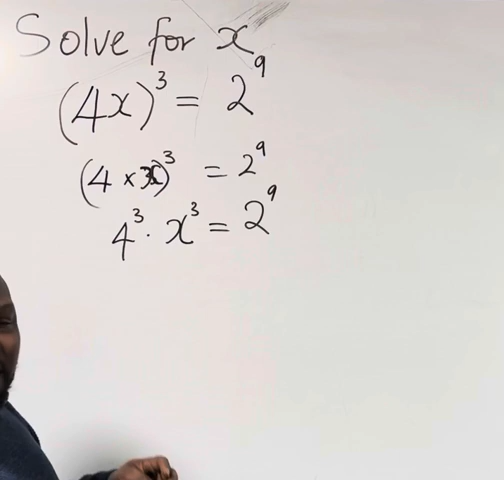 Solve for x
(4x)³ = 2⁹
(4 × x)³ = 2⁹
4³ · x³ = 2⁹